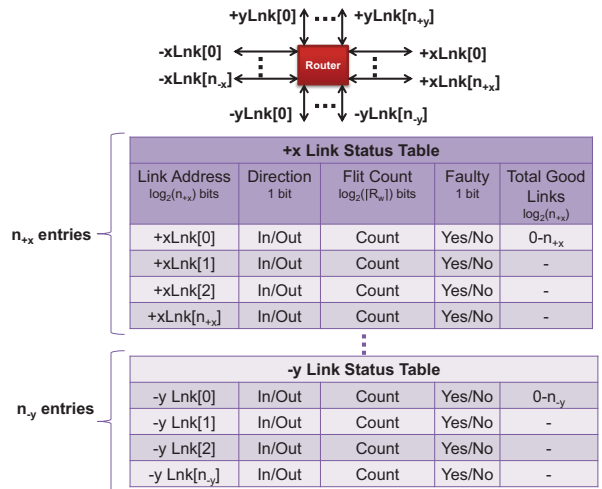 +yLnk[0] +yLnk[n+y]
-xLnk[0] Router +xLnk[0]
-xLnk[n-x] +xLnk[n+x]
-yLnk[0] -yLnk[n-y]
+x Link Status Table
Link Address Direction Flit Count Faulty Total Good
log2(n+x) bits 1 bit log2(⌈Rw⌉) bits 1 bit Links
log2(n+x)
n+x entries
+xLnk[0] In/Out Count Yes/No 0-n+x
+xLnk[1] In/Out Count Yes/No -
+xLnk[2] In/Out Count Yes/No -
+xLnk[n+x] In/Out Count Yes/No -
-y Link Status Table
n-y entries
-y Lnk[0] In/Out Count Yes/No 0-n-y
-y Lnk[1] In/Out Count Yes/No -
-y Lnk[2] In/Out Count Yes/No -
-y Lnk[n-y] In/Out Count Yes/No -